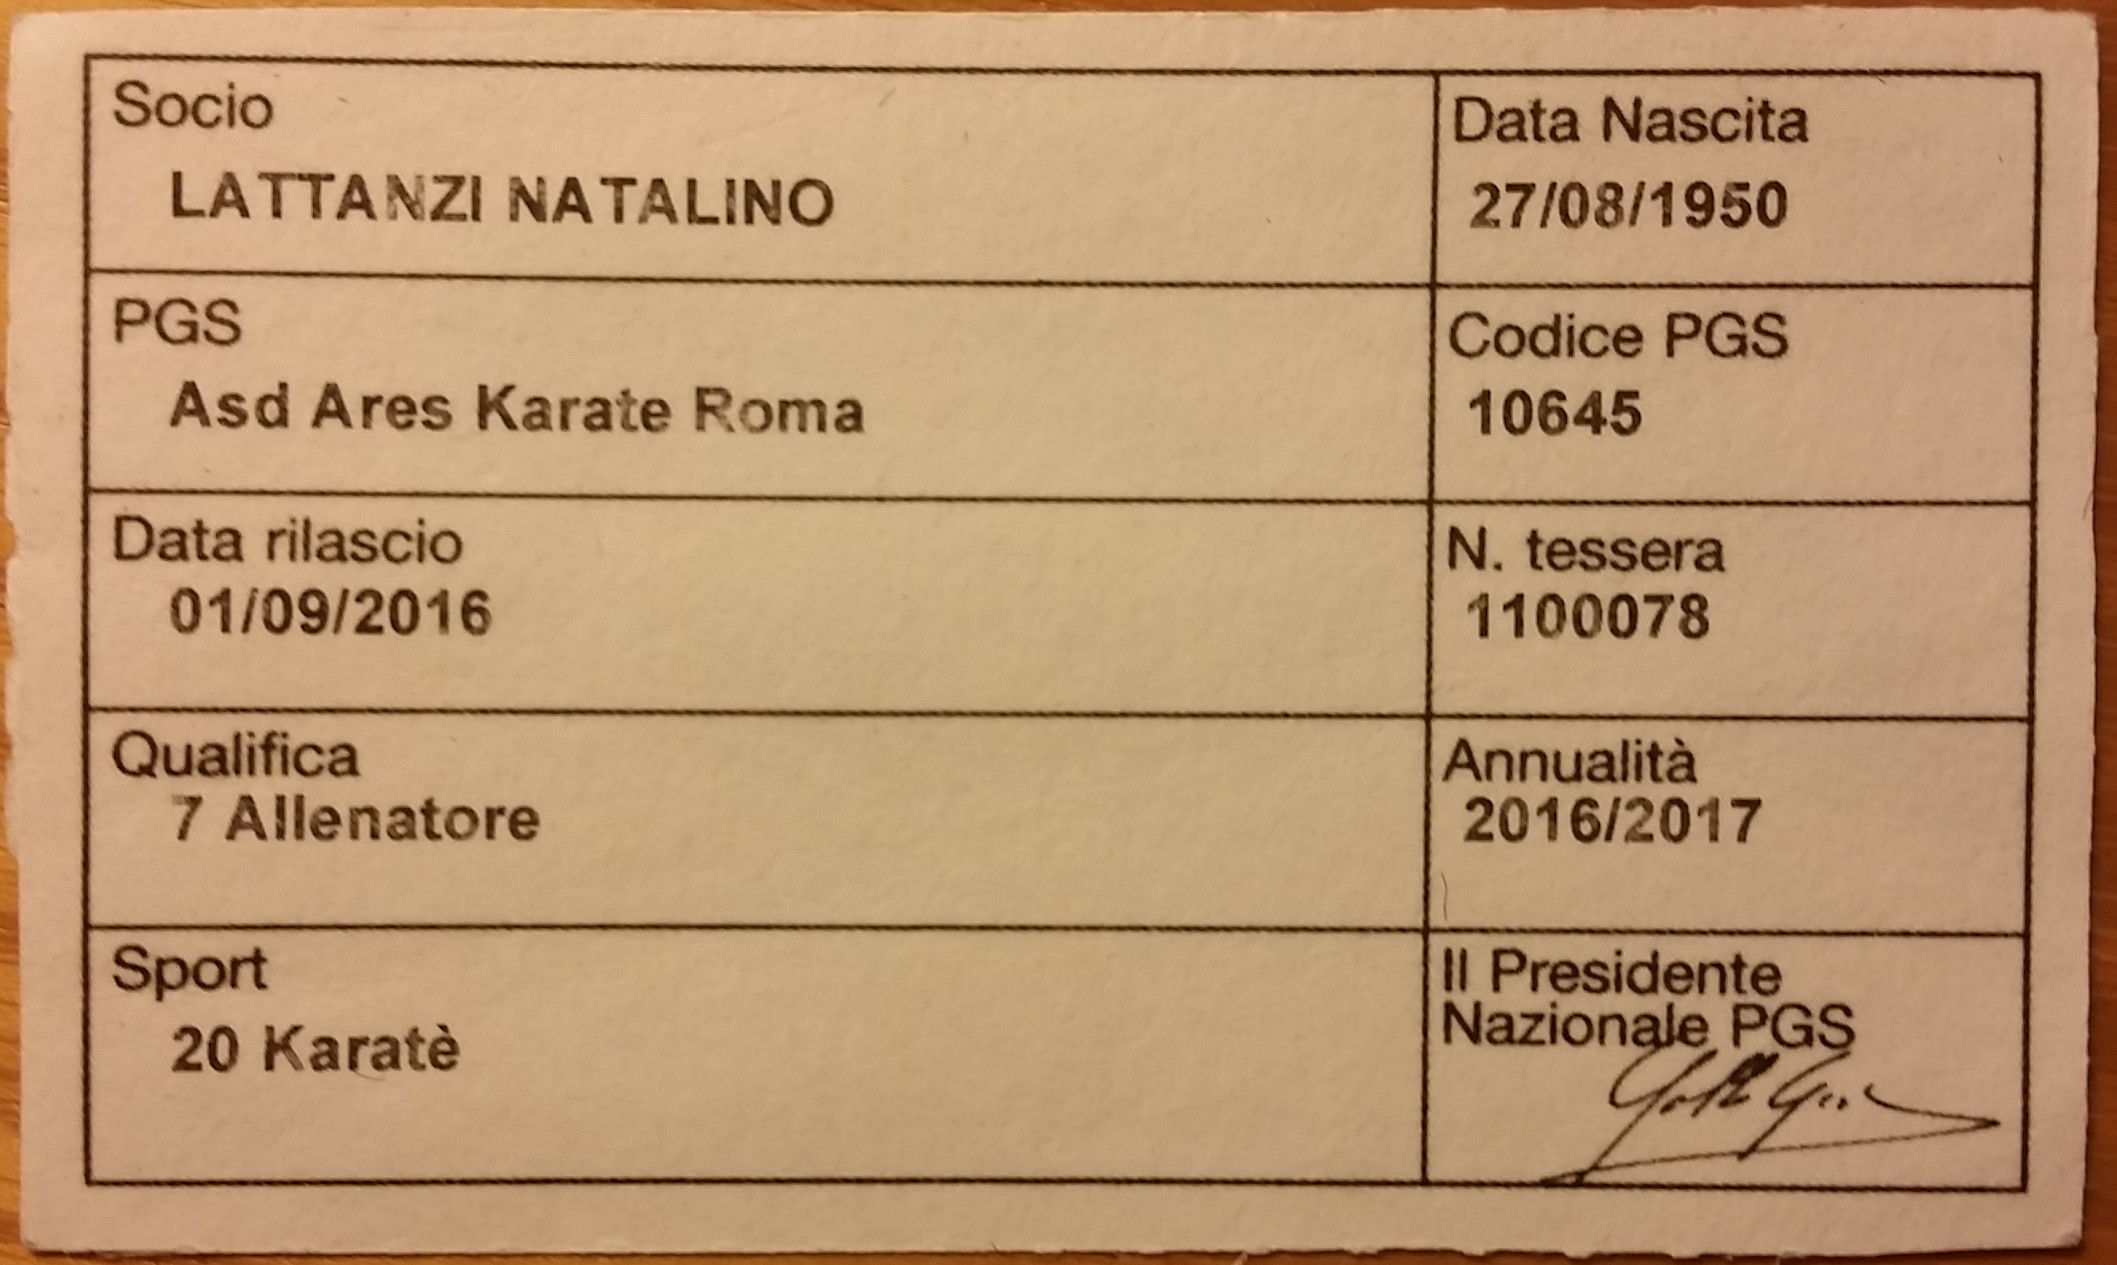 Socio
LATTANZI NATALINO
Data Nascita
27/08/1950
PGS
Asd Ares Karate Roma
Codice PGS
10645
Data rilascio
01/09/2016
N. tessera
1100078
Qualifica
7 Allenatore
Annualità
2016/2017
Sport
20 Karatè
Il Presidente
Nazionale PGS